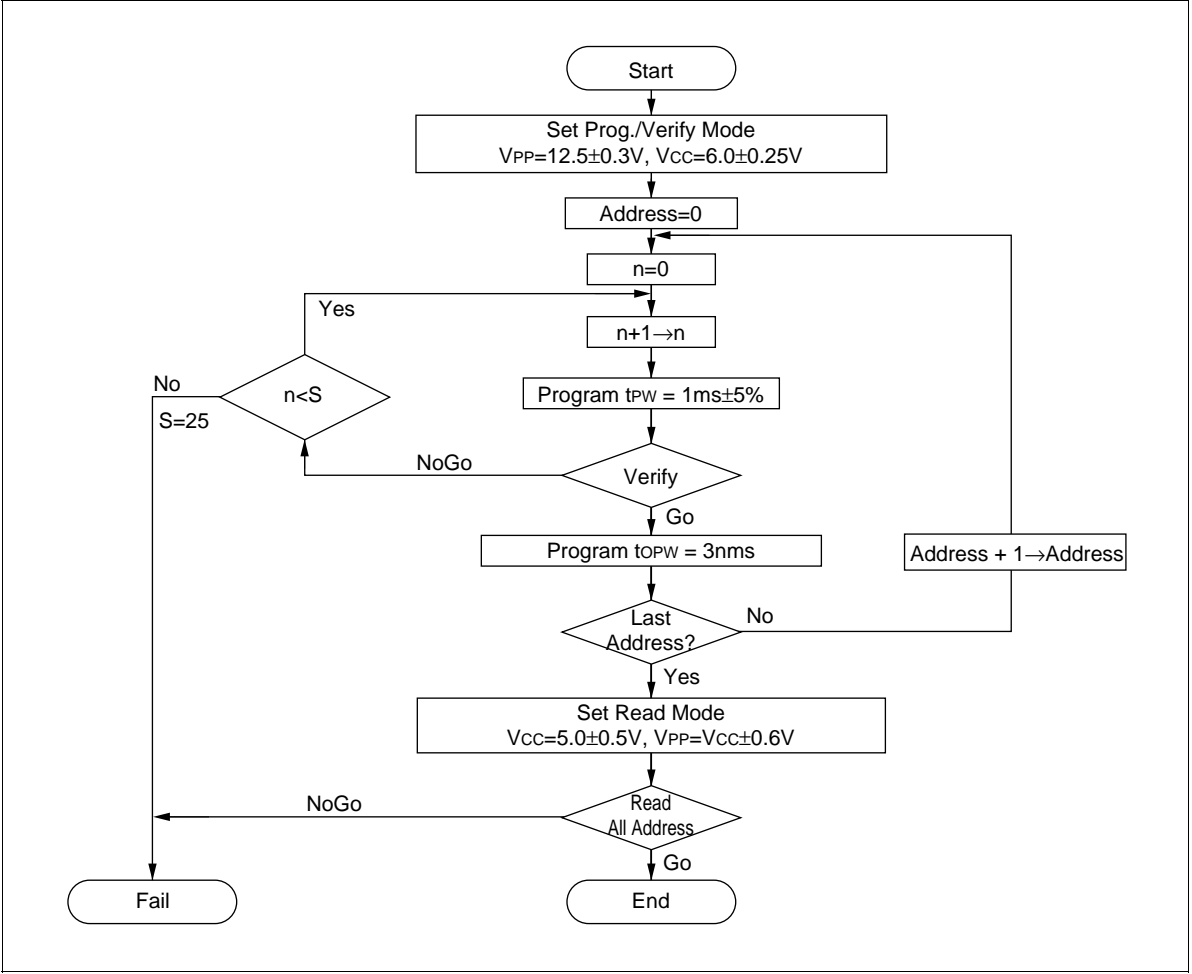 Start
Set Prog./Verify Mode
VPP=12.5±0.3V, VCC=6.0±0.25V
Address=0
n=0
Yes
n+1→n
No
n<S
Program tPW = 1ms±5%
S=25
NoGo
Verify
Go
Program tOPW = 3nms
Address + 1→Address
Last
Address?
No
Yes
Set Read Mode
VCC=5.0±0.5V, VPP=VCC±0.6V
NoGo
Read
All Address
Go
Fail
End